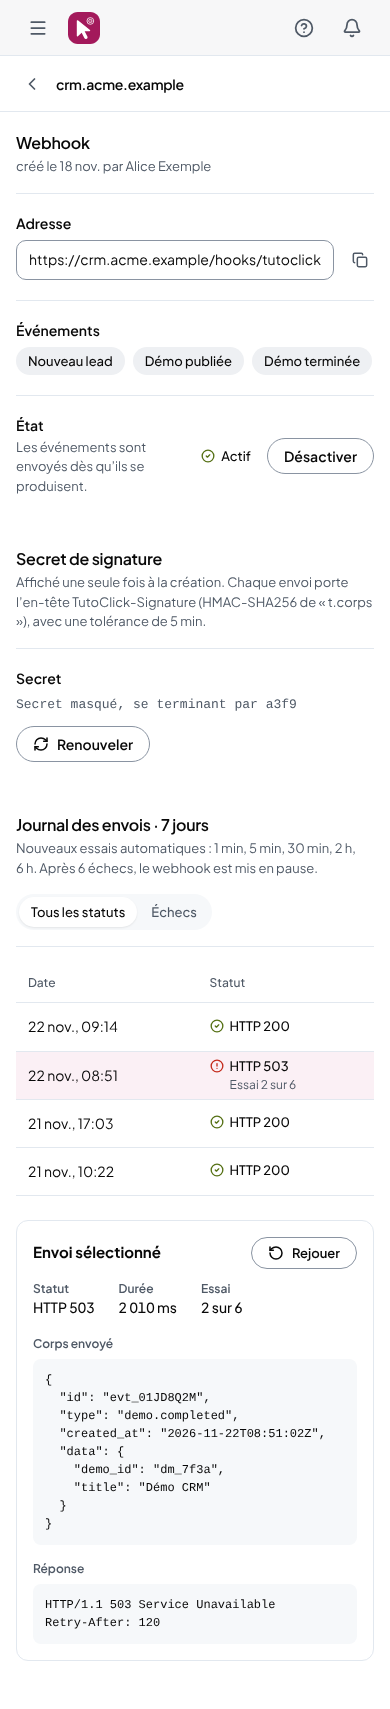 crm.acme.example
Webhook
créé le 18 nov. par Alice Exemple
Adresse
https://crm.acme.example/hooks/tutoclick
Événements
Nouveau lead Démo publiée Démo terminée
État
Les événements sont
envoyés dès qu'ils se
produisent.
Actif Désactiver
Secret de signature
Affiché une seule fois à la création. Chaque envoi porte
l'en-tête TutoClick-Signature (HMAC-SHA256 de « t.corps
»), avec une tolérance de 5 min.
Secret
Secret masqué, se terminant par a3f9
Renouveler
Journal des envois · 7 jours
Nouveaux essais automatiques : 1 min, 5 min, 30 min, 2 h,
6 h. Après 6 échecs, le webhook est mis en pause.
Tous les statuts Échecs
Date Statut
22 nov., 09:14 HTTP 200
22 nov., 08:51 HTTP 503
Essai 2 sur 6
21 nov., 17:03 HTTP 200
21 nov., 10:22 HTTP 200
Envoi sélectionné Rejouer
Statut Durée Essai
HTTP 503 2 010 ms 2 sur 6
Corps envoyé
{
  "id": "evt_01JD8Q2M",
  "type": "demo.completed",
  "created_at": "2026-11-22T08:51:02Z",
  "data": {
    "demo_id": "dm_7f3a",
    "title": "Démo CRM"
  }
}
Réponse
HTTP/1.1 503 Service Unavailable
Retry-After: 120